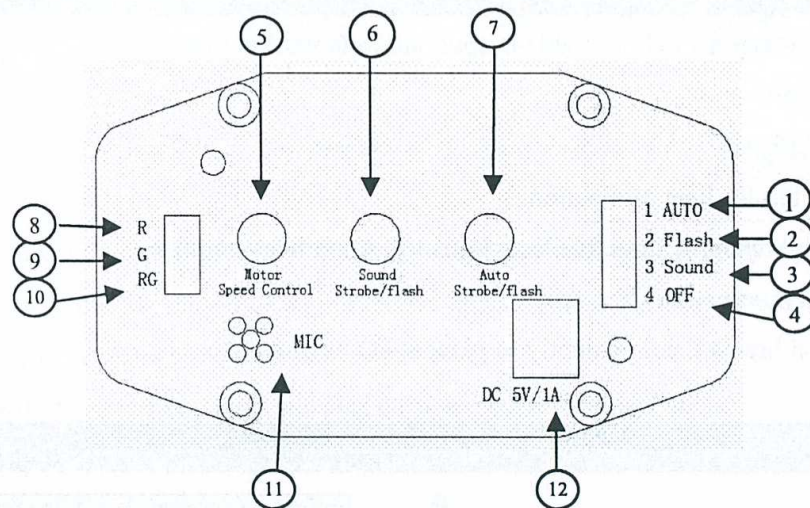 5 6 7
1 AUTO 1
8 R 2 Flash 2
9 G 3 Sound 3
10 RG 4 OFF 4
Motor
Speed Control
Sound
Strobe/flash
Auto
Strobe/flash
MIC
DC 5V/1A
11 12